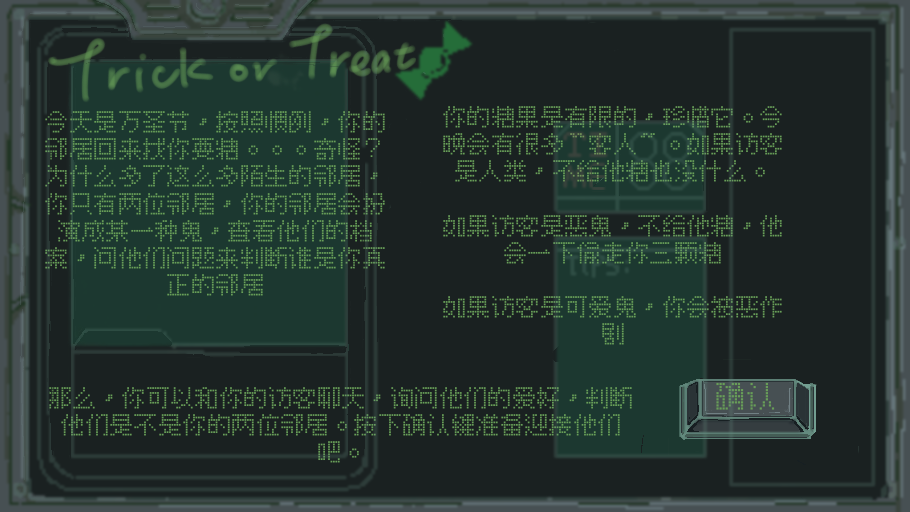 Trick or Treat
今天是万圣节，按照惯例，你的
邻居回来找你要糖。。。奇怪？
为什么多了这么多陌生的邻居，
你只有两位邻居，你的邻居会扮
演成某一种鬼，查看他们的档
案，问他们问题来判断谁是你真
正的邻居
你的糖果是有限的，珍惜它。今
晚会有很多"客人"。如果访客
是人类，不给他糖也没什么。
如果访客是恶鬼，不给他糖，他
会一下偷走你三颗糖
如果访客是可爱鬼，你会被恶作
剧
那么，你可以和你的访客聊天，询问他们的爱好，判断
他们是不是你的两位邻居。按下确认键准备迎接他们
吧。
确认